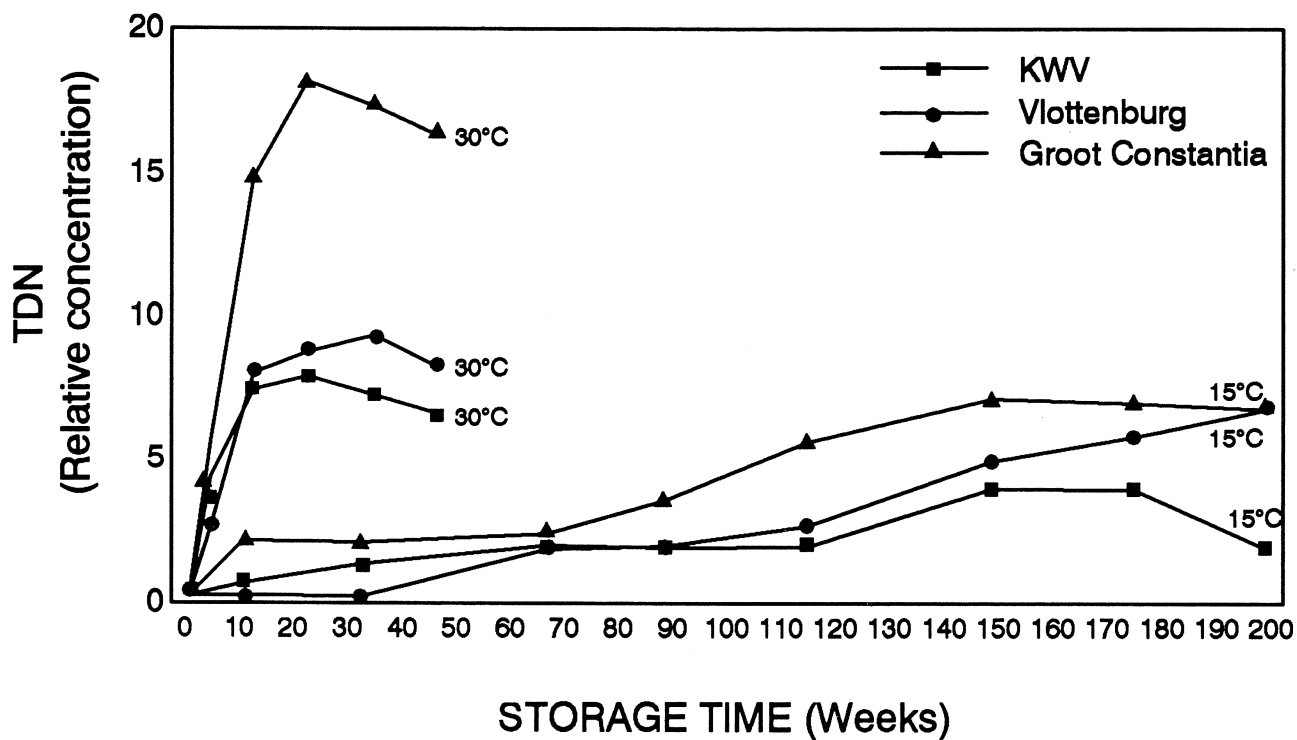 TDN
(Relative concentration)
20
15
10
5
0
KWV
Vlottenburg
Groot Constantia
30°C
30°C
30°C
15°C
15°C
15°C
0 10 20 30 40 50 60 70 80 90 100 110 120 130 140 150 160 170 180 190 200
STORAGE TIME (Weeks)